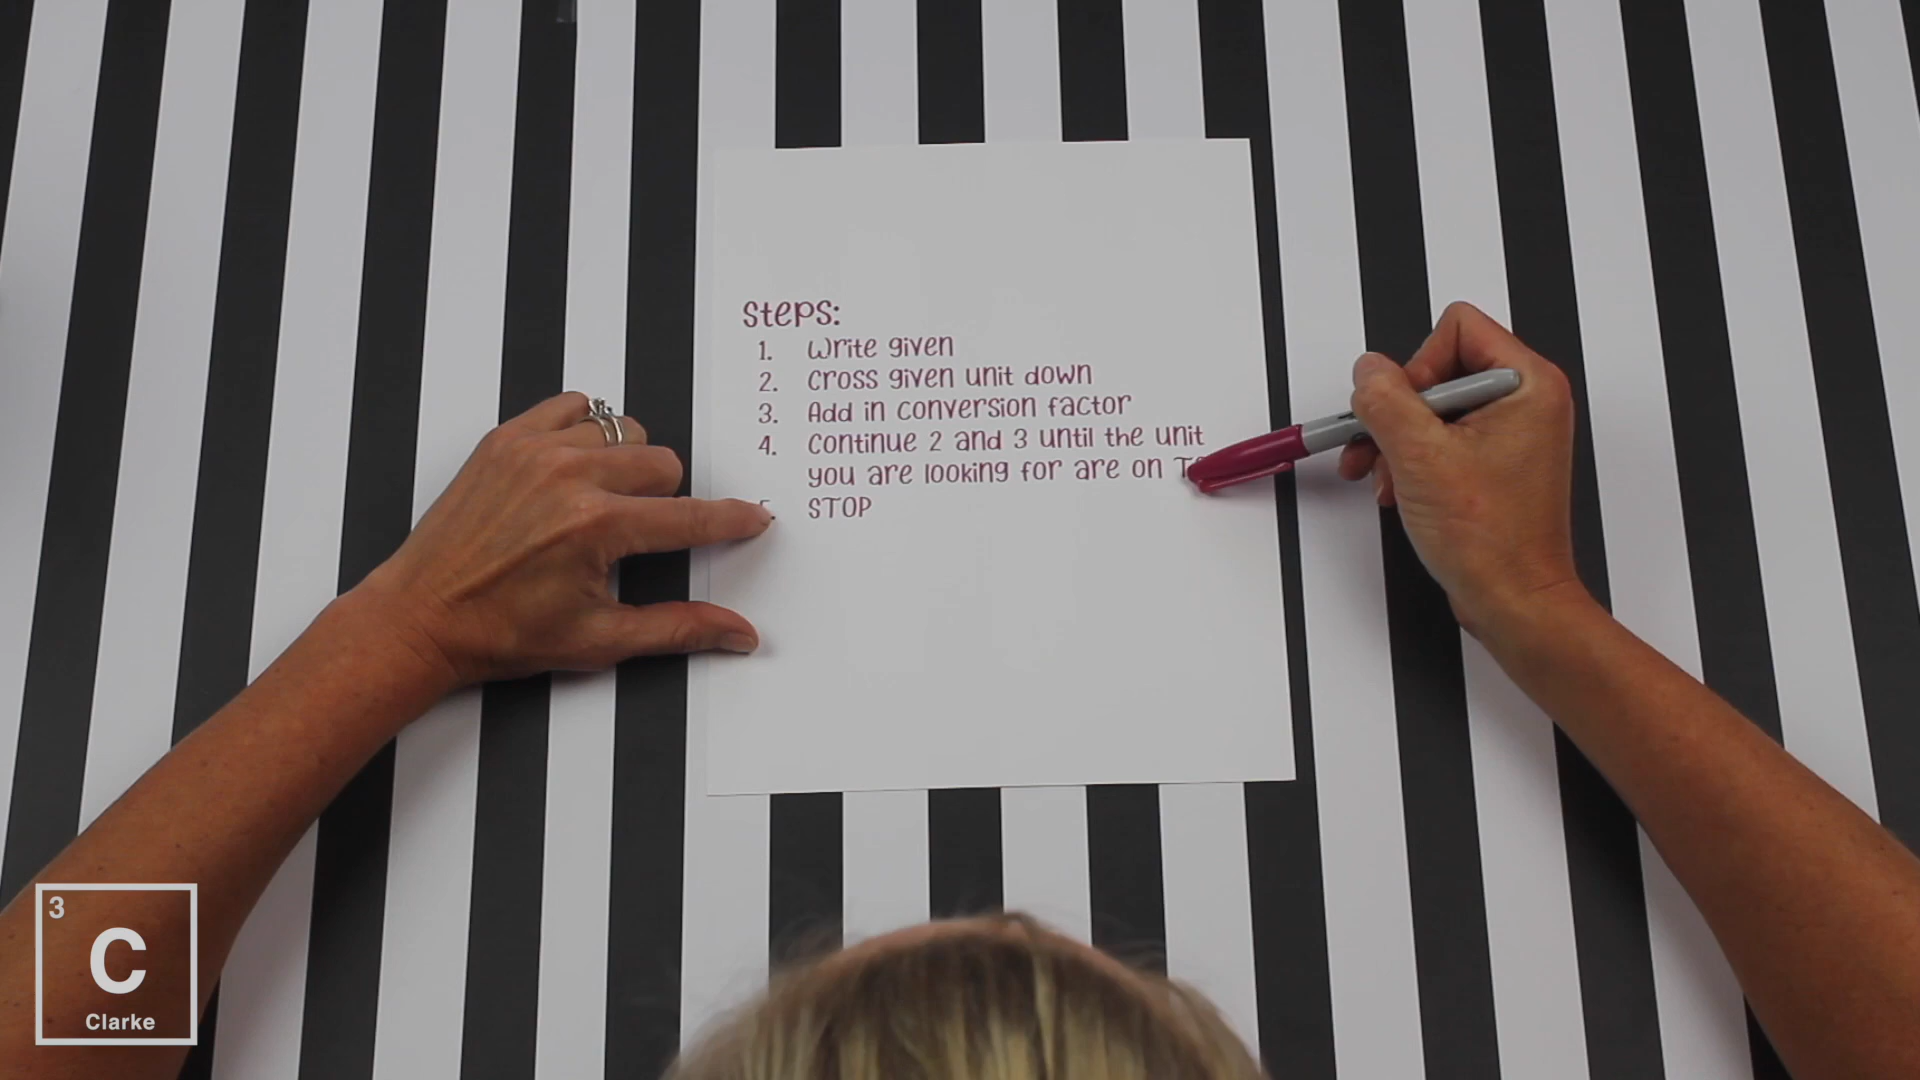 Steps:
1. Write given
2. Cross given unit down
3. Add in conversion factor
4. Continue 2 and 3 until the unit
you are looking for are on
STOP
3
C
Clarke